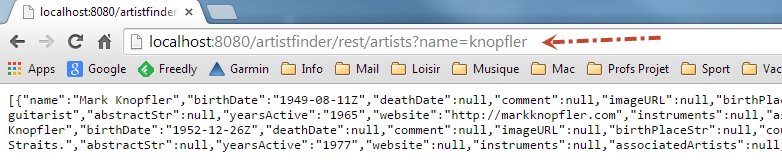 localhost:8080/artistfinder
localhost:8080/artistfinder/rest/artists?name=knopfler
Apps Google Freedly Garmin Info Mail Loisir Musique Mac Profs Projet Sport Vac
[{"name":"Mark Knopfler","birthDate":"1949-08-11Z","deathDate":null,"comment":null,"imageURL":null,"birthPlace
guitarist","abstractStr":null,"yearsActive":"1965","website":"http://markknopfler.com","instruments":null,"as
Knopfler","birthDate":"1952-12-26Z","deathDate":null,"comment":null,"imageURL":null,"birthPlaceStr":null,"co
Straits.","abstractStr":null,"yearsActive":"1977","website":null,"instruments":null,"associatedArtists":null